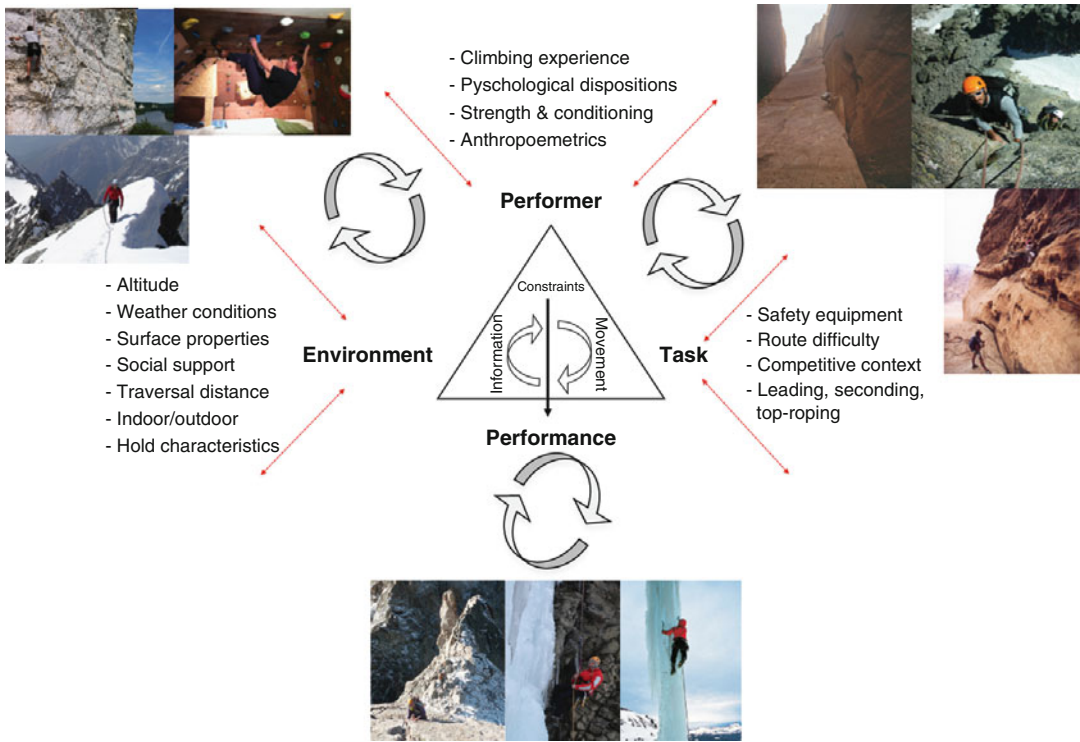 - Climbing experience
- Pyschological dispositions
- Strength & conditioning
- Anthropoemetrics
Performer
Constraints
Information
Movement
Environment
Task
- Altitude
- Weather conditions
- Surface properties
- Social support
- Traversal distance
- Indoor/outdoor
- Hold characteristics
- Safety equipment
- Route difficulty
- Competitive context
- Leading, seconding,
top-roping
Performance